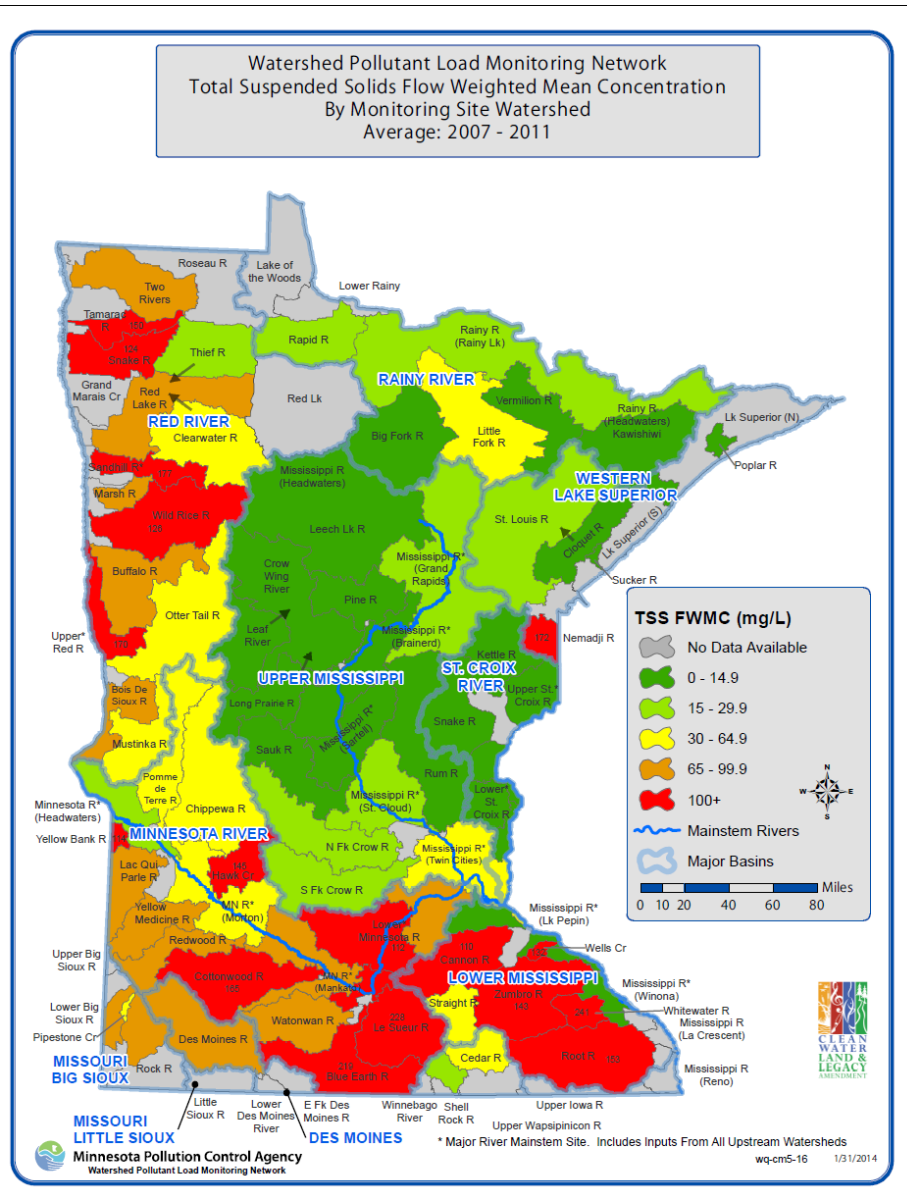 Watershed Pollutant Load Monitoring Network
Total Suspended Solids Flow Weighted Mean Concentration
By Monitoring Site Watershed
Average: 2007 - 2011
Roseau R
Lake of
the Woods
Lower Rainy
Two
Rivers
Tamarac
R
160
124
Snake R
Thief R
Rapid R
Rainy R
(Rainy Lk)
RAINY RIVER
Grand
Marais Cr
Red
Lake R
Red Lk
RED RIVER
Clearwater R
Vermilion R
Rainy R
(Headwaters)
Kawishiwi
Lk Superior (N)
Big Fork R
Little
Fork R
Poplar R
Sandhill R*
177
Mississippi R
(Headwaters)
WESTERN
LAKE SUPERIOR
Marsh R
Wild Rice R
126
Leech Lk R
St. Louis R
Cloquet R
Lk Superior (S)
Buffalo R
Crow
Wing
River
Mississippi R*
(Grand
Rapids)
Sucker R
Otter Tail R
Pine R
Upper*
Red R
179
Leaf
River
Mississippi R*
(Brainerd)
172
Nemadji R
Kettle R
ST. CROIX
RIVER
UPPER MISSISSIPPI
Bois De
Sioux R
Long Prairie R
Upper St.*
Croix R
Mississippi R*
(Sartell)
Snake R
Mustinka R
Sauk R
Rum R
Pomme
de
Terre R
Chippewa R
Mississippi R*
(St. Cloud)
Lower*
St.
Croix R
Minnesota R*
(Headwaters)
Yellow Bank R
114
MINNESOTA RIVER
N Fk Crow R
Mississippi R*
(Twin Cities)
Lac Qui
Parle R
145
Hawk Cr
S Fk Crow R
Yellow
Medicine R
MN R*
(Morton)
Redwood R
Lower
Minnesota R
112
Mississippi R*
(Lk Pepin)
Wells Cr
Upper Big
Sioux R
Cottonwood R
166
MN R*
(Mankato)
110
Cannon R
132
LOWER MISSISSIPPI
Zumbro R
Mississippi R*
(Winona)
Whitewater R
241
Lower Big
Sioux R
Pipestone Cr
Straight R
Mississippi R
(La Crescent)
Watonwan R
228
Le Sueur R
Des Moines R
Cedar R
Root R
153
MISSOURI
BIG SIOUX
Rock R
219
Blue Earth R
Mississippi R
(Reno)
Little
Sioux R
Lower
Des Moines
River
E Fk Des
Moines R
Winnebago
River
Shell
Rock R
Upper Iowa R
Upper Wapsipinicon R
MISSOURI
LITTLE SIOUX
DES MOINES
TSS FWMC (mg/L)
No Data Available
0 - 14.9
15 - 29.9
30 - 64.9
65 - 99.9
100+
Mainstem Rivers
Major Basins
Miles
0 10 20 40 60 80
N
W E
S
CLEAN
WATER
LAND &
LEGACY
AMENDMENT
* Major River Mainstem Site. Includes Inputs From All Upstream Watersheds
wq-cm5-16 1/31/2014
Minnesota Pollution Control Agency
Watershed Pollutant Load Monitoring Network